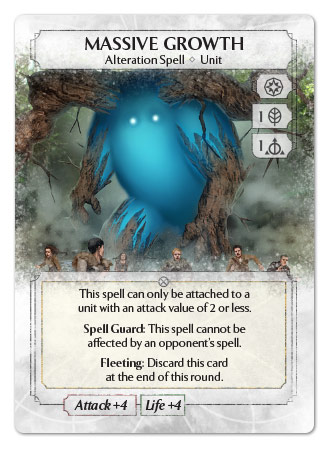 MASSIVE GROWTH
Alteration Spell ◇ Unit
1
1
This spell can only be attached to a
unit with an attack value of 2 or less.
Spell Guard: This spell cannot be
affected by an opponent's spell.
Fleeting: Discard this card
at the end of this round.
Attack +4 Life +4